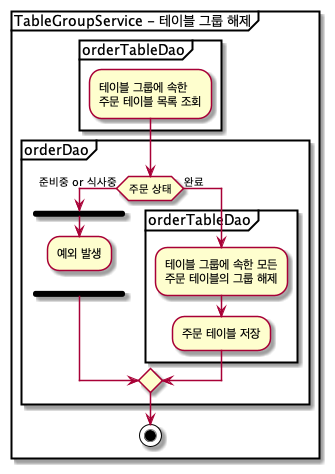 TableGroupService – 테이블 그룹 해제
orderTableDao
테이블 그룹에 속한
주문 테이블 목록 조회
orderDao
준비중 or 식사중
주문 상태
완료
orderTableDao
예외 발생
테이블 그룹에 속한 모든
주문 테이블의 그룹 해제
주문 테이블 저장